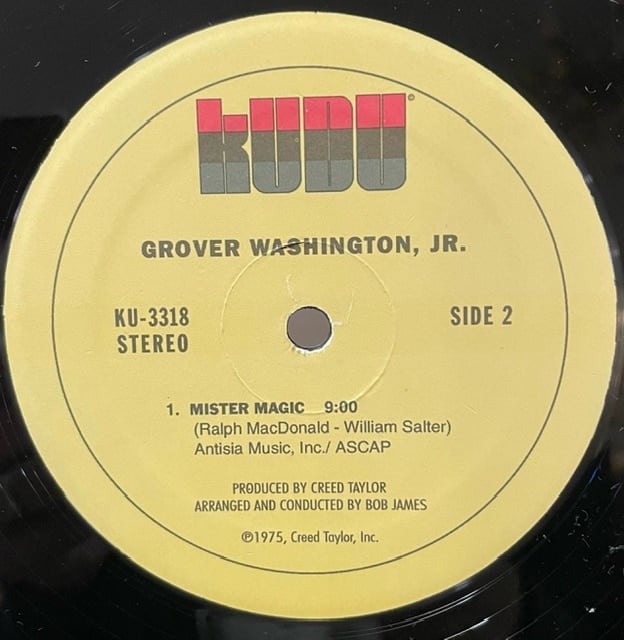 KUDU©
GROVER WASHINGTON, JR.
KU-3318
STEREO
SIDE 2
1. MISTER MAGIC 9:00
(Ralph MacDonald - William Salter)
Antisia Music, Inc./ ASCAP
PRODUCED BY CREED TAYLOR
ARRANGED AND CONDUCTED BY BOB JAMES
℗1975, Creed Taylor, Inc.